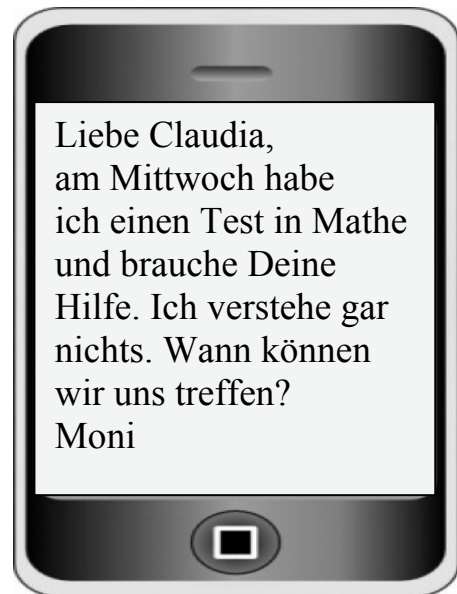 Liebe Claudia,
am Mittwoch habe
ich einen Test in Mathe
und brauche Deine
Hilfe. Ich verstehe gar
nichts. Wann können
wir uns treffen?
Moni